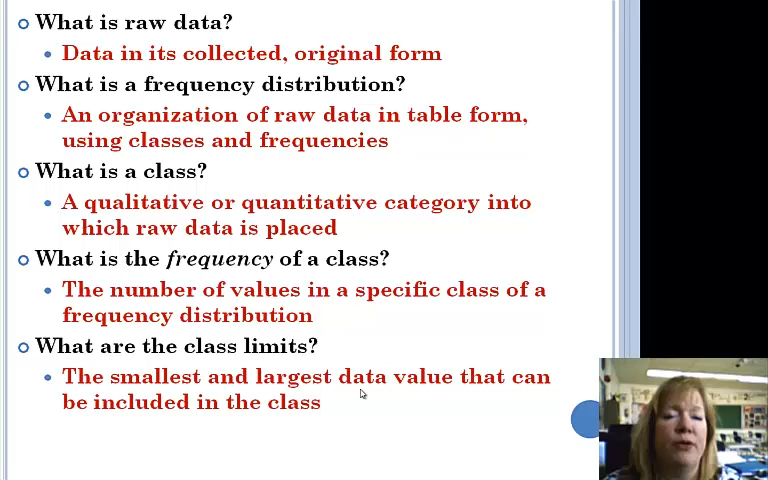 What is raw data?
Data in its collected, original form
What is a frequency distribution?
An organization of raw data in table form,
using classes and frequencies
What is a class?
A qualitative or quantitative category into
which raw data is placed
What is the frequency of a class?
The number of values in a specific class of a
frequency distribution
What are the class limits?
The smallest and largest data value that can
be included in the class